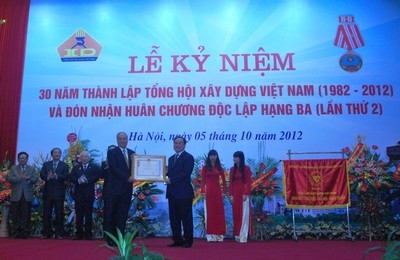 LỄ KỶ NIỆM
30 NĂM THÀNH LẬP TỔNG HỘI XÂY DỰNG VIỆT NAM (1982 - 2012)
VÀ ĐÓN NHẬN HUÂN CHƯƠNG ĐỘC LẬP HẠNG BA (LẦN THỨ 2)
Hà Nội, ngày 05 tháng 10 năm 2012